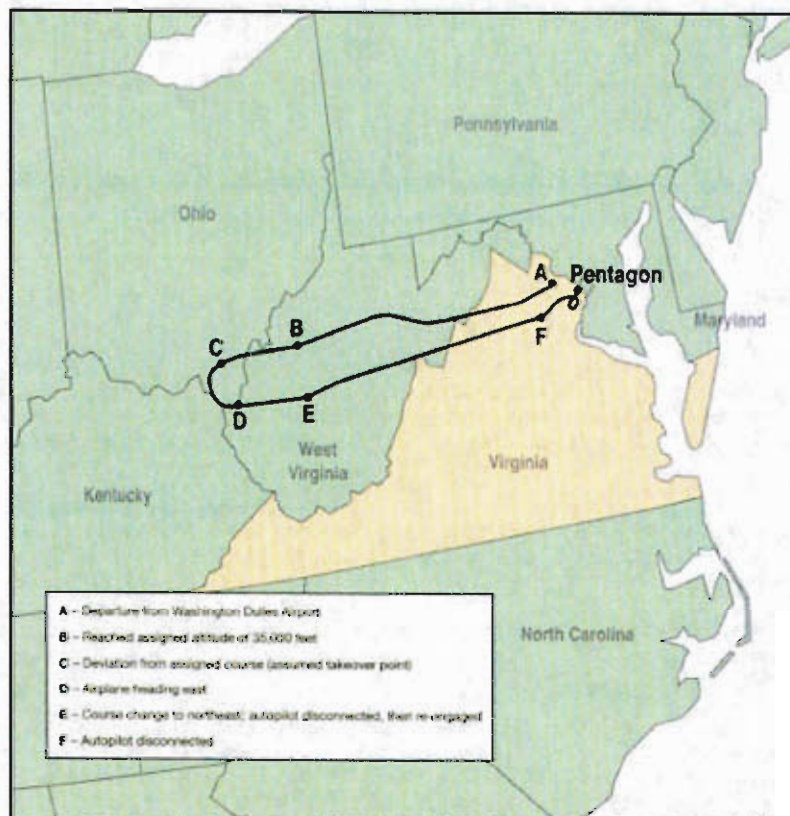 Pennsylvania
Ohio
A
Pentagon
Maryland
B
F
C
D
E
West
Virginia
Virginia
Kentucky
North Carolina
A – Departure from Washington Dulles Airport
B – Reached assigned altitude of 35,000 feet
C – Deviation from assigned course (assumed takeover point)
D – Airplane heading east
E – Course change to northeast, autopilot disconnected, then re-engaged
F – Autopilot disconnected